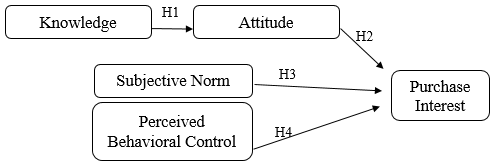 Knowledge
H1
Attitude
H2
Subjective Norm
H3
Purchase
Interest
Perceived
Behavioral Control
H4